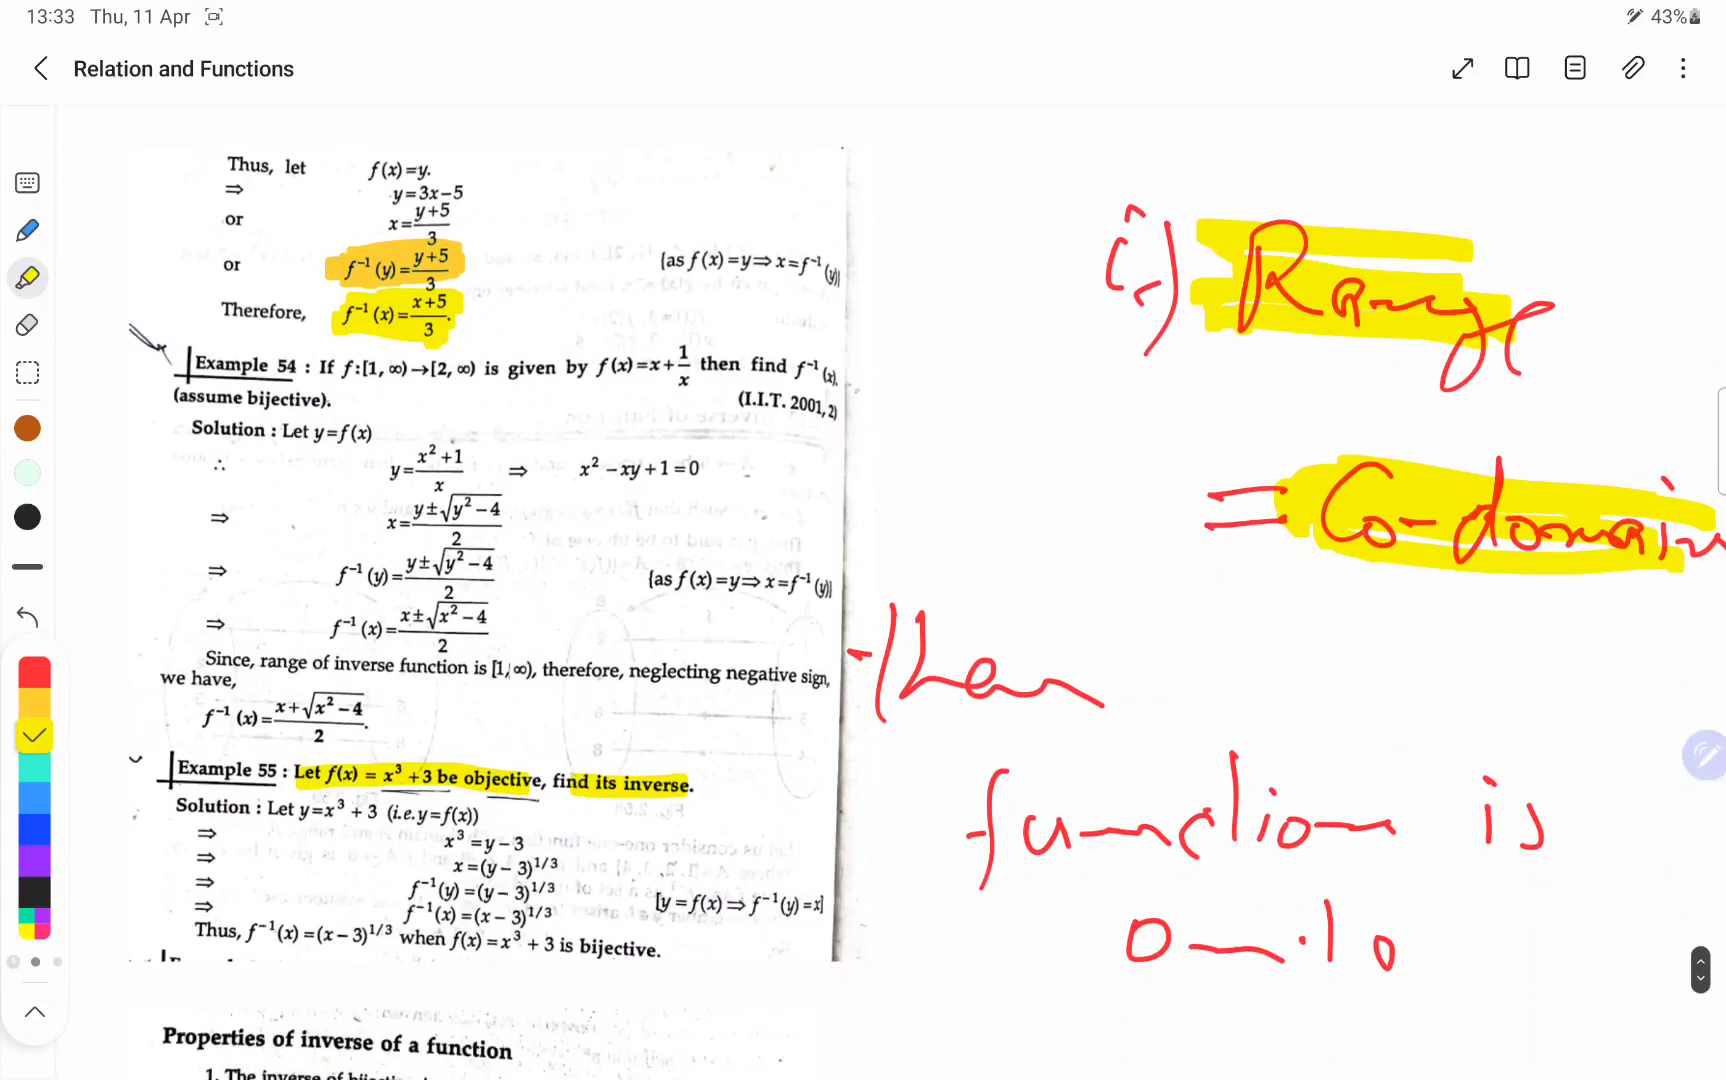 13:33 Thu, 11 Apr
43%
Relation and Functions
Thus, let f(x)=y.
⇒ y=3x−5
or x=(y+5)/3
or f⁻¹(y)=(y+5)/3 {as f(x)=y⇒x=f⁻¹(y)}
Therefore, f⁻¹(x)=(x+5)/3.
Example 54 : If f:[1, ∞)→[2, ∞) is given by f(x)=x+1/x then find f⁻¹(x).
(assume bijective). (I.I.T. 2001, 2)
Solution : Let y=f(x)
∴ y=(x²+1)/x ⇒ x²−xy+1=0
⇒ x=(y±√(y²−4))/2
⇒ f⁻¹(y)=(y±√(y²−4))/2 {as f(x)=y⇒x=f⁻¹(y)}
⇒ f⁻¹(x)=(x±√(x²−4))/2
Since, range of inverse function is [1, ∞), therefore, neglecting negative sign,
we have,
f⁻¹(x)=(x+√(x²−4))/2.
Example 55 : Let f(x) = x³+3 be objective, find its inverse.
Solution : Let y=x³+3 (i.e.y=f(x))
⇒ x³=y−3
⇒ x=(y−3)^1/3
⇒ f⁻¹(y)=(y−3)^1/3 [y=f(x)⇒f⁻¹(y)=x]
⇒ f⁻¹(x)=(x−3)^1/3
Thus, f⁻¹(x)=(x−3)^1/3 when f(x)=x³+3 is bijective.
Properties of inverse of a function
1. The inverse of
Range
= Co-domain
then
function is
onto